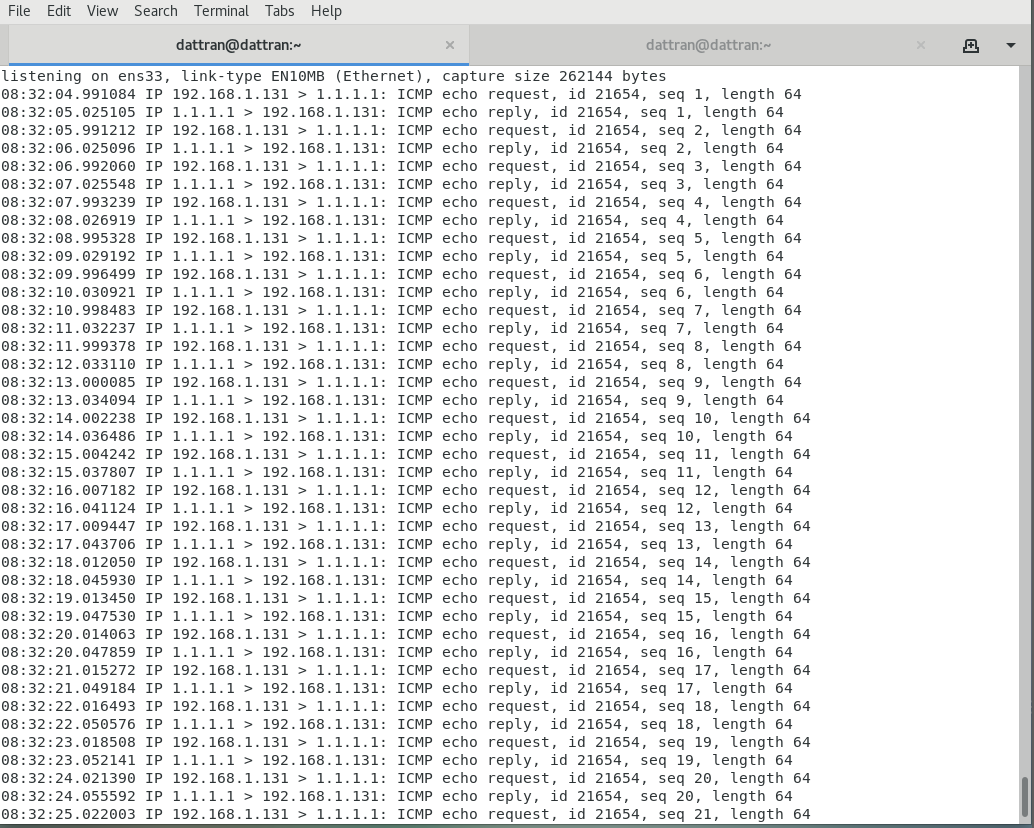 File Edit View Search Terminal Tabs Help
dattran@dattran:~ × dattran@dattran:~ ×
listening on ens33, link-type EN10MB (Ethernet), capture size 262144 bytes
08:32:04.991084 IP 192.168.1.131 > 1.1.1.1: ICMP echo request, id 21654, seq 1, length 64
08:32:05.025105 IP 1.1.1.1 > 192.168.1.131: ICMP echo reply, id 21654, seq 1, length 64
08:32:05.991212 IP 192.168.1.131 > 1.1.1.1: ICMP echo request, id 21654, seq 2, length 64
08:32:06.025096 IP 1.1.1.1 > 192.168.1.131: ICMP echo reply, id 21654, seq 2, length 64
08:32:06.992060 IP 192.168.1.131 > 1.1.1.1: ICMP echo request, id 21654, seq 3, length 64
08:32:07.025548 IP 1.1.1.1 > 192.168.1.131: ICMP echo reply, id 21654, seq 3, length 64
08:32:07.993239 IP 192.168.1.131 > 1.1.1.1: ICMP echo request, id 21654, seq 4, length 64
08:32:08.026919 IP 1.1.1.1 > 192.168.1.131: ICMP echo reply, id 21654, seq 4, length 64
08:32:08.995328 IP 192.168.1.131 > 1.1.1.1: ICMP echo request, id 21654, seq 5, length 64
08:32:09.029192 IP 1.1.1.1 > 192.168.1.131: ICMP echo reply, id 21654, seq 5, length 64
08:32:09.996499 IP 192.168.1.131 > 1.1.1.1: ICMP echo request, id 21654, seq 6, length 64
08:32:10.030921 IP 1.1.1.1 > 192.168.1.131: ICMP echo reply, id 21654, seq 6, length 64
08:32:10.998483 IP 192.168.1.131 > 1.1.1.1: ICMP echo request, id 21654, seq 7, length 64
08:32:11.032237 IP 1.1.1.1 > 192.168.1.131: ICMP echo reply, id 21654, seq 7, length 64
08:32:11.999378 IP 192.168.1.131 > 1.1.1.1: ICMP echo request, id 21654, seq 8, length 64
08:32:12.033110 IP 1.1.1.1 > 192.168.1.131: ICMP echo reply, id 21654, seq 8, length 64
08:32:13.000085 IP 192.168.1.131 > 1.1.1.1: ICMP echo request, id 21654, seq 9, length 64
08:32:13.034094 IP 1.1.1.1 > 192.168.1.131: ICMP echo reply, id 21654, seq 9, length 64
08:32:14.002238 IP 192.168.1.131 > 1.1.1.1: ICMP echo request, id 21654, seq 10, length 64
08:32:14.036486 IP 1.1.1.1 > 192.168.1.131: ICMP echo reply, id 21654, seq 10, length 64
08:32:15.004242 IP 192.168.1.131 > 1.1.1.1: ICMP echo request, id 21654, seq 11, length 64
08:32:15.037807 IP 1.1.1.1 > 192.168.1.131: ICMP echo reply, id 21654, seq 11, length 64
08:32:16.007182 IP 192.168.1.131 > 1.1.1.1: ICMP echo request, id 21654, seq 12, length 64
08:32:16.041124 IP 1.1.1.1 > 192.168.1.131: ICMP echo reply, id 21654, seq 12, length 64
08:32:17.009447 IP 192.168.1.131 > 1.1.1.1: ICMP echo request, id 21654, seq 13, length 64
08:32:17.043706 IP 1.1.1.1 > 192.168.1.131: ICMP echo reply, id 21654, seq 13, length 64
08:32:18.012050 IP 192.168.1.131 > 1.1.1.1: ICMP echo request, id 21654, seq 14, length 64
08:32:18.045930 IP 1.1.1.1 > 192.168.1.131: ICMP echo reply, id 21654, seq 14, length 64
08:32:19.013450 IP 192.168.1.131 > 1.1.1.1: ICMP echo request, id 21654, seq 15, length 64
08:32:19.047530 IP 1.1.1.1 > 192.168.1.131: ICMP echo reply, id 21654, seq 15, length 64
08:32:20.014063 IP 192.168.1.131 > 1.1.1.1: ICMP echo request, id 21654, seq 16, length 64
08:32:20.047859 IP 1.1.1.1 > 192.168.1.131: ICMP echo reply, id 21654, seq 16, length 64
08:32:21.015272 IP 192.168.1.131 > 1.1.1.1: ICMP echo request, id 21654, seq 17, length 64
08:32:21.049184 IP 1.1.1.1 > 192.168.1.131: ICMP echo reply, id 21654, seq 17, length 64
08:32:22.016493 IP 192.168.1.131 > 1.1.1.1: ICMP echo request, id 21654, seq 18, length 64
08:32:22.050576 IP 1.1.1.1 > 192.168.1.131: ICMP echo reply, id 21654, seq 18, length 64
08:32:23.018508 IP 192.168.1.131 > 1.1.1.1: ICMP echo request, id 21654, seq 19, length 64
08:32:23.052141 IP 1.1.1.1 > 192.168.1.131: ICMP echo reply, id 21654, seq 19, length 64
08:32:24.021390 IP 192.168.1.131 > 1.1.1.1: ICMP echo request, id 21654, seq 20, length 64
08:32:24.055592 IP 1.1.1.1 > 192.168.1.131: ICMP echo reply, id 21654, seq 20, length 64
08:32:25.022003 IP 192.168.1.131 > 1.1.1.1: ICMP echo request, id 21654, seq 21, length 64